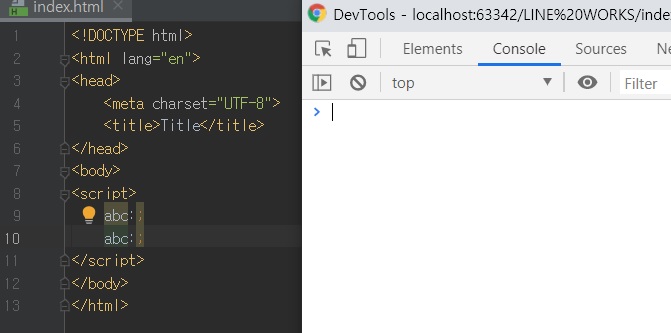 index.html
1 <!DOCTYPE html>
2 <html lang="en">
3 <head>
4 <meta charset="UTF-8">
5 <title>Title</title>
6 </head>
7 <body>
8 <script>
9 abc:;
10 abc:;
11 </script>
12 </body>
13 </html>
DevTools - localhost:63342/LINE%20WORKS/inde
Elements Console Sources
top Filter